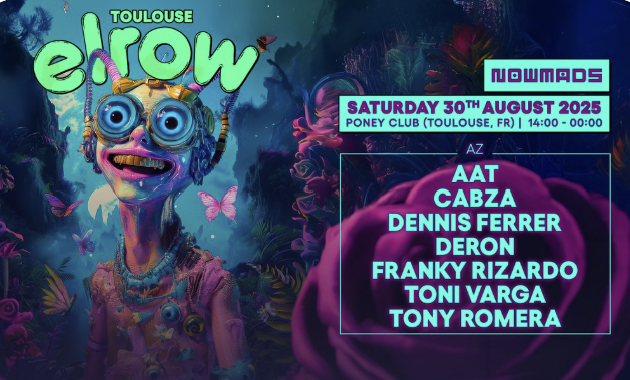 TOULOUSE
elrow
NOWMADS
SATURDAY 30TH AUGUST 2025
PONEY CLUB (TOULOUSE, FR) | 14:00 - 00:00
AZ
AAT
CABZA
DENNIS FERRER
DERON
FRANKY RIZARDO
TONI VARGA
TONY ROMERA